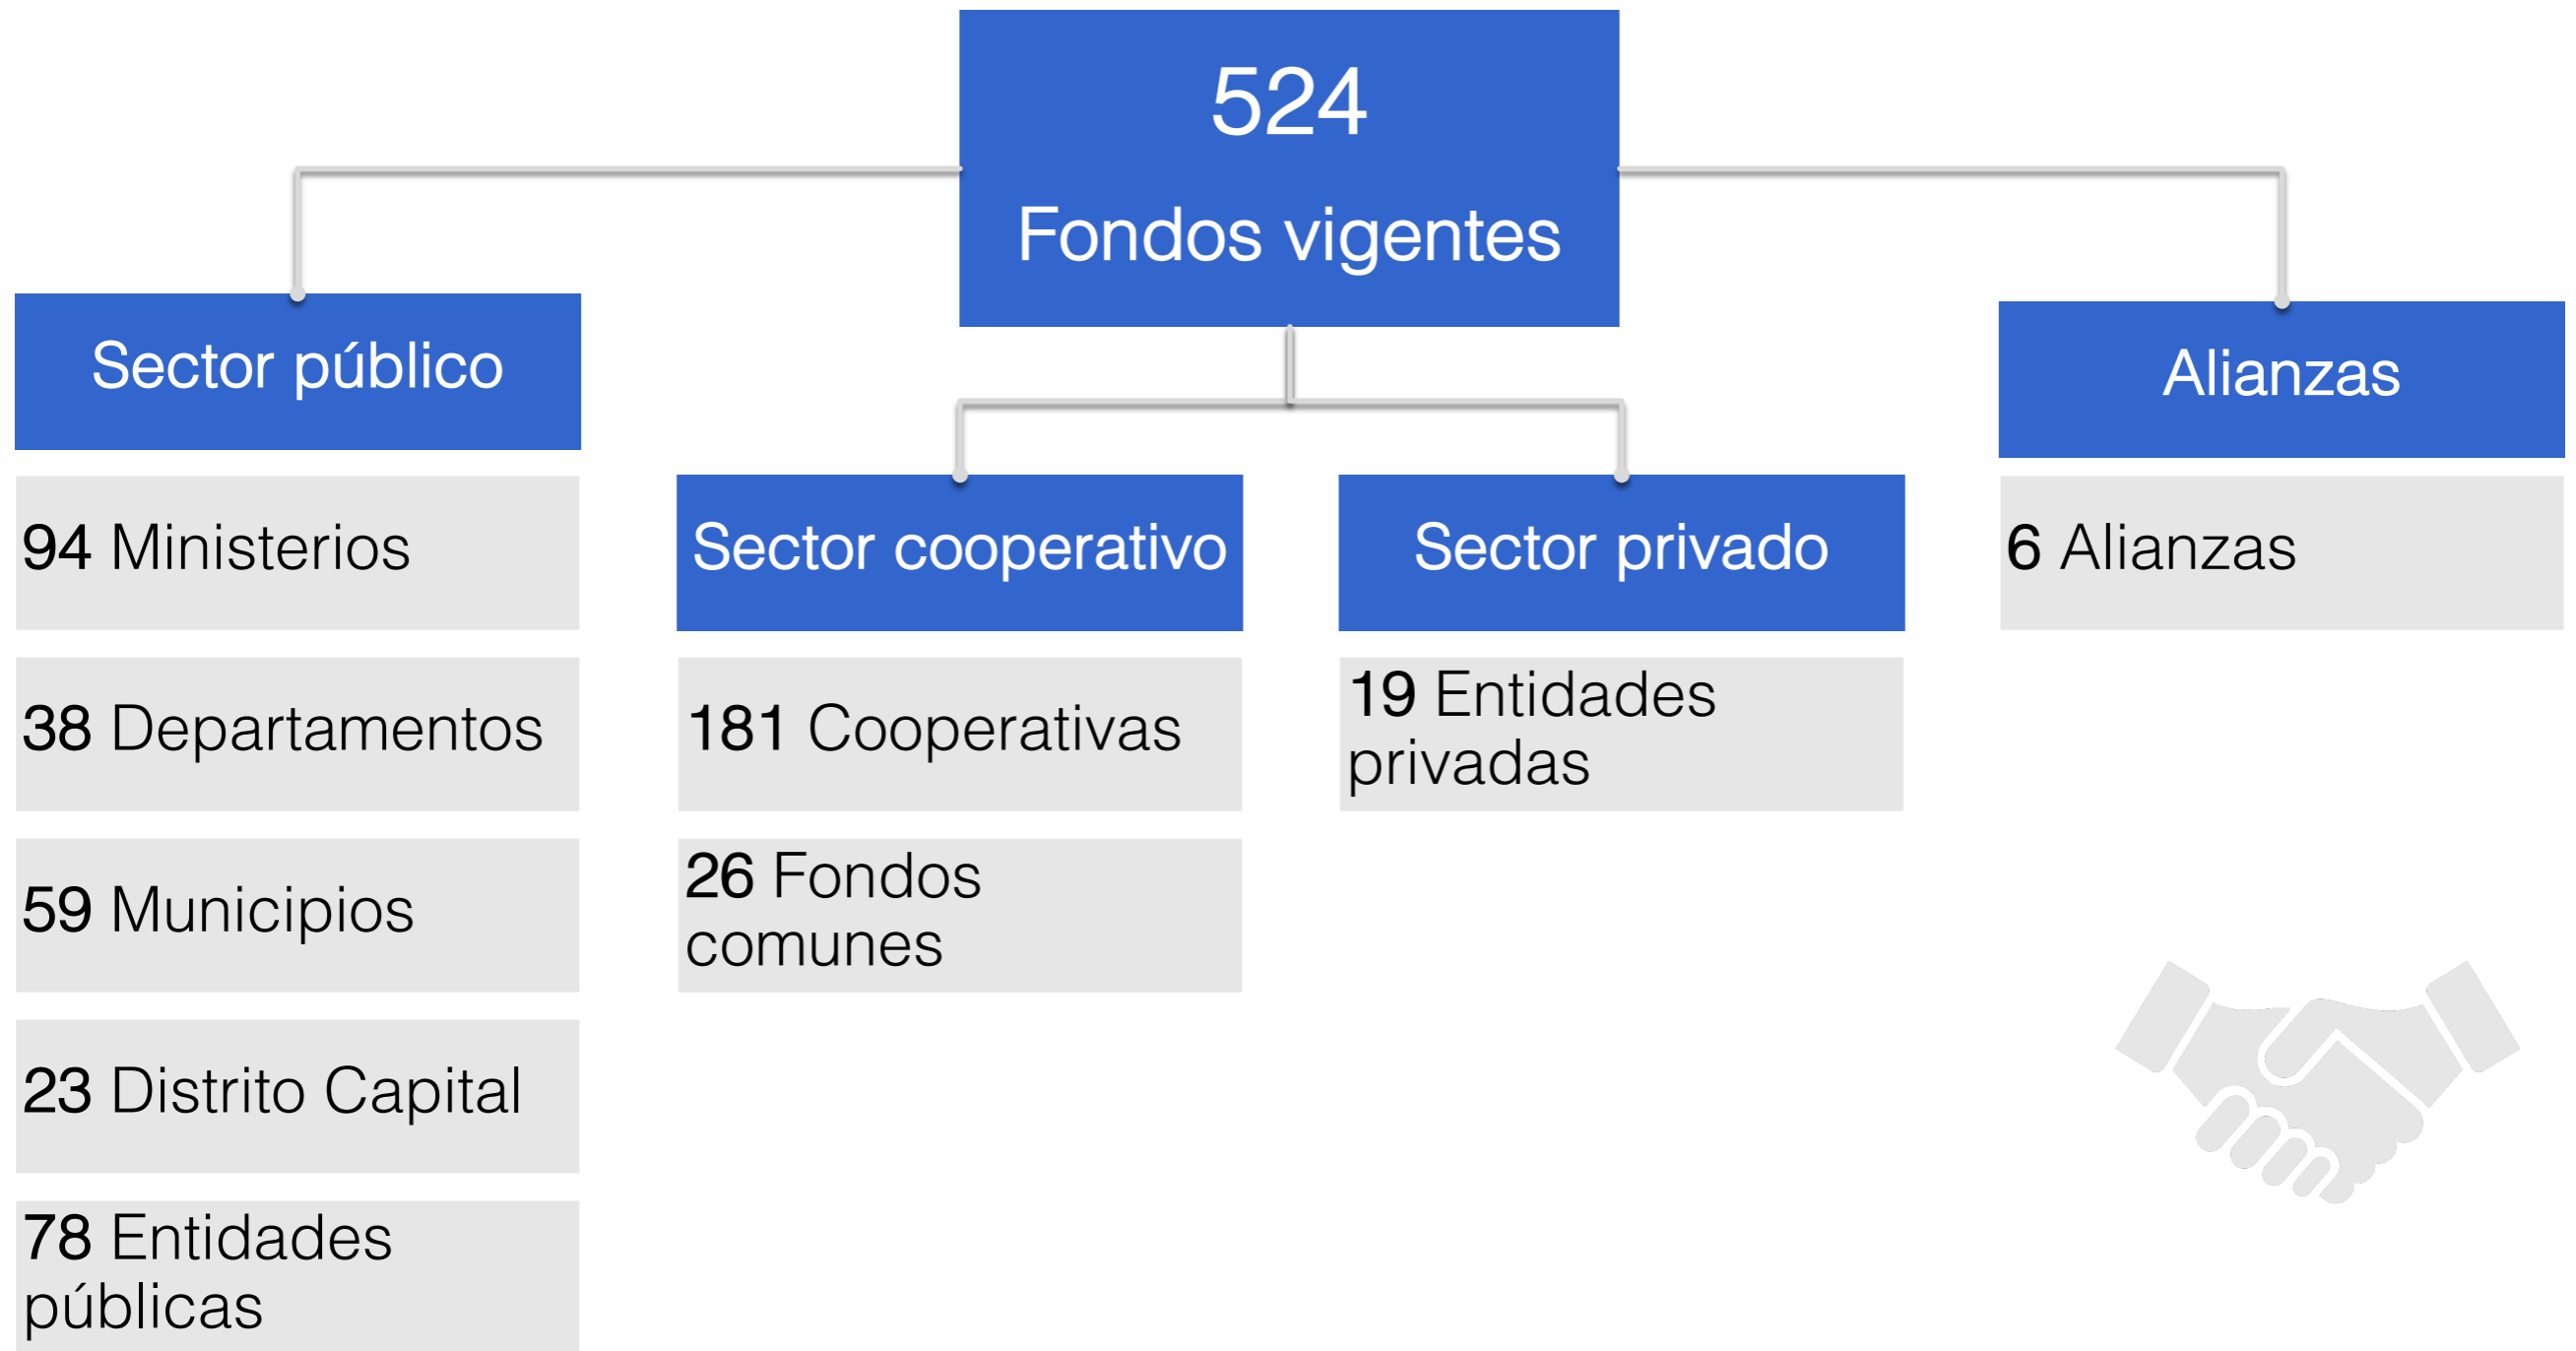 524
Fondos vigentes
Sector público
94 Ministerios
38 Departamentos
59 Municipios
23 Distrito Capital
78 Entidades
públicas
Sector cooperativo
181 Cooperativas
26 Fondos
comunes
Sector privado
19 Entidades
privadas
Alianzas
6 Alianzas